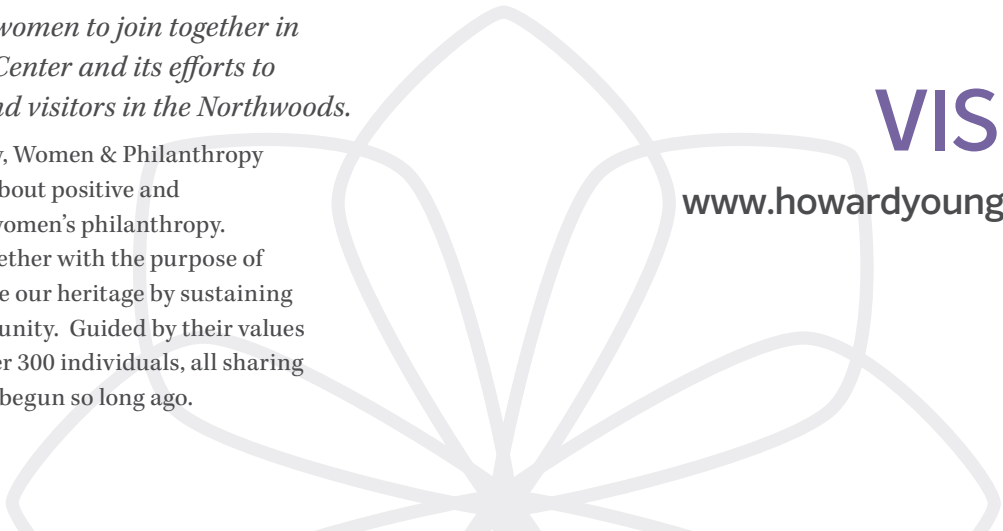 women to join together in
Center and its efforts to
nd visitors in the Northwoods.
y, Women & Philanthropy
bout positive and
women's philanthropy.
ether with the purpose of
e our heritage by sustaining
unity. Guided by their values
er 300 individuals, all sharing
begun so long ago.
VIS
www.howardyoung